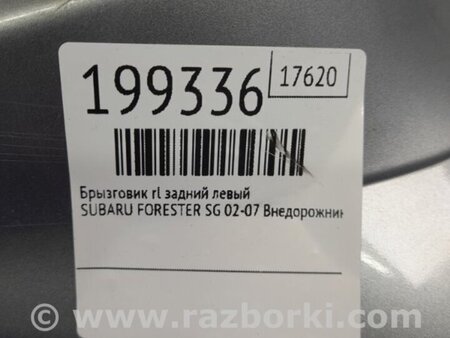 199336 17620
Брызговик rl задний левый
SUBARU FORESTER SG 02-07 Внедорожник
© www.razborki.com